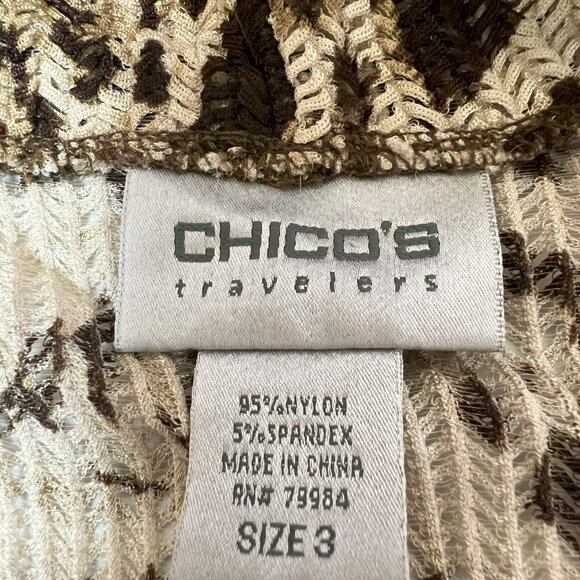 CHICO'S
travelers
95%NYLON
5%SPANDEX
MADE IN CHINA
RN# 79984
SIZE 3